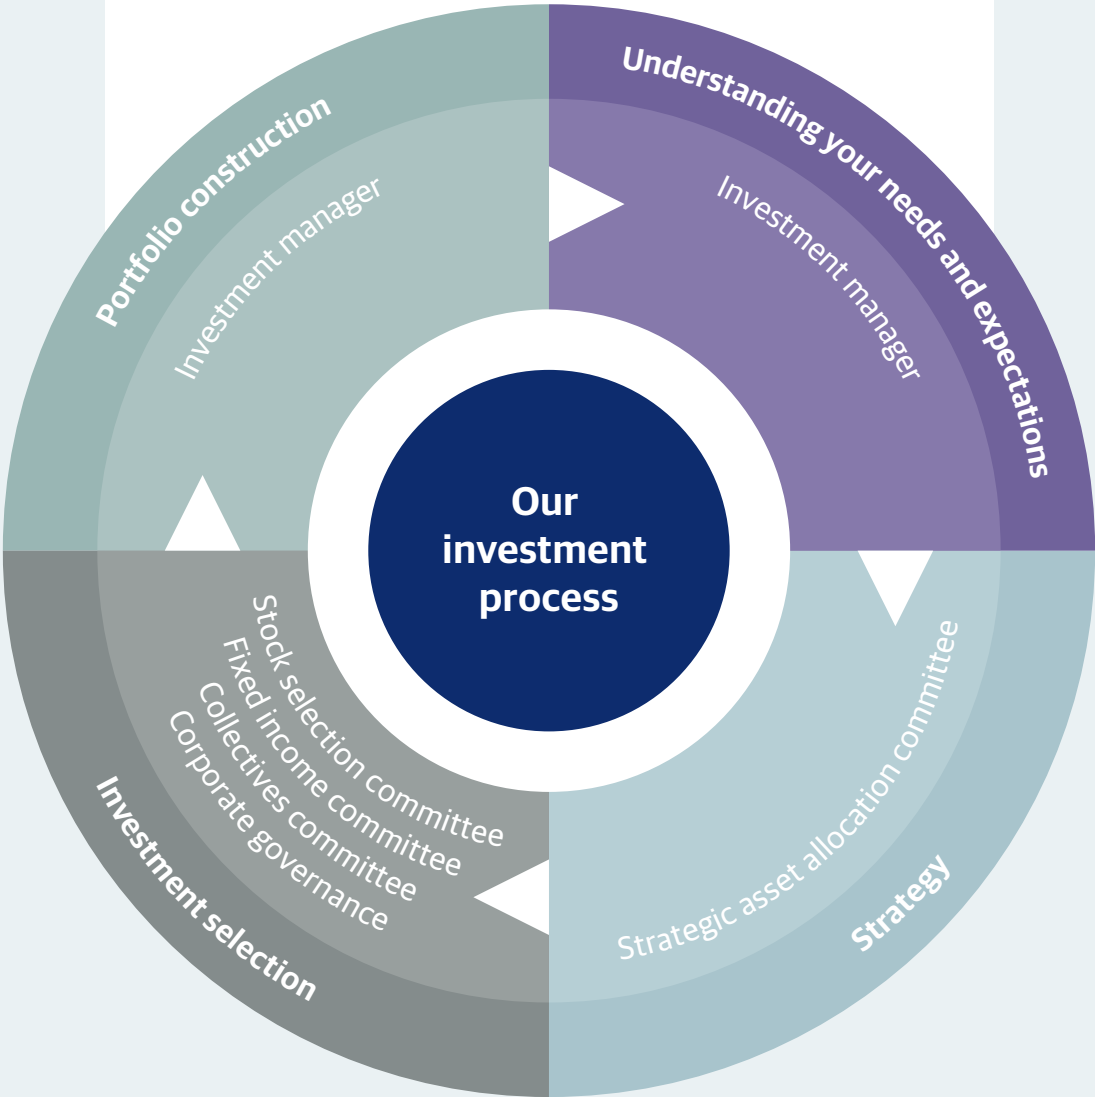 Our
investment
process
Understanding your needs and expectations
Investment manager
Strategy
Strategic asset allocation committee
Investment selection
Stock selection committee
Fixed income committee
Collectives committee
Corporate governance
Portfolio construction
Investment manager